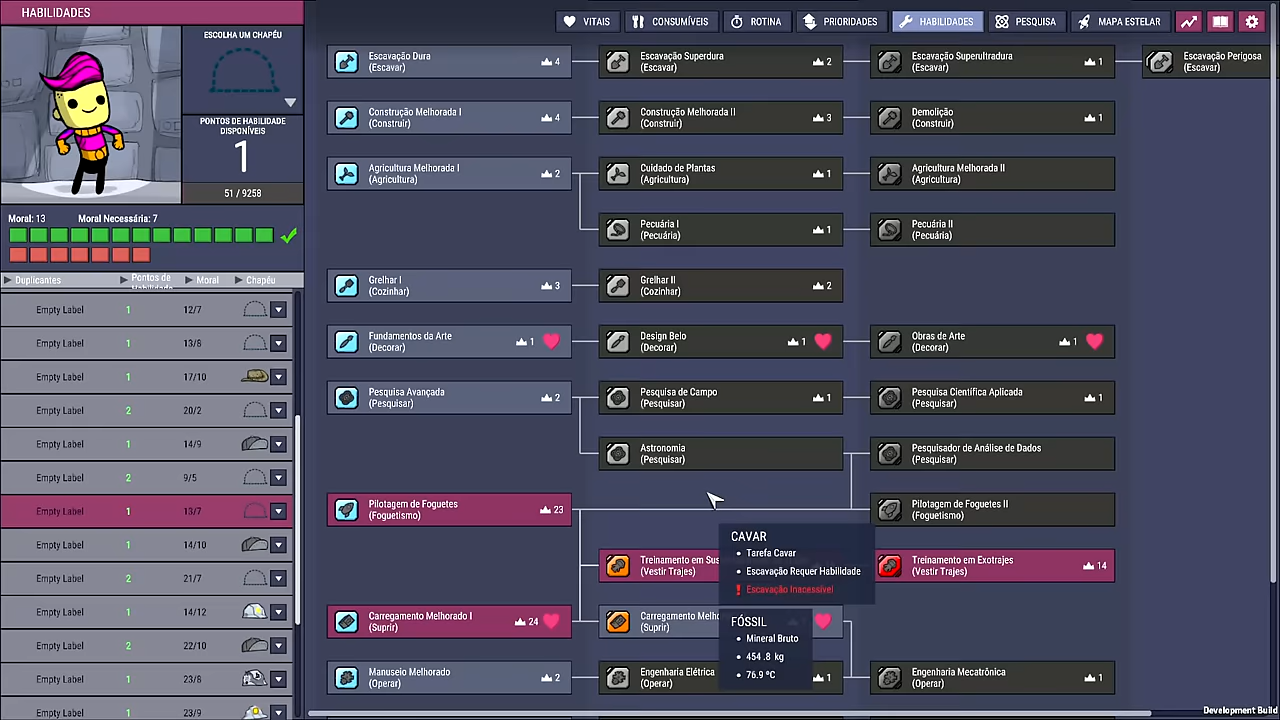 HABILIDADES
VITAIS
CONSUMÍVEIS
ROTINA
PRIORIDADES
HABILIDADES
PESQUISA
MAPA ESTELAR
ESCOLHA UM CHAPÉU
PONTOS DE HABILIDADE
DISPONÍVEIS
1
51 / 9258
Moral: 13 Moral Necessária: 7
Duplicantes Pontos de Habilidade Moral Chapéu
Empty Label 1 12/7
Empty Label 1 13/8
Empty Label 1 17/10
Empty Label 2 20/2
Empty Label 1 14/9
Empty Label 2 9/5
Empty Label 1 13/7
Empty Label 1 14/10
Empty Label 2 21/7
Empty Label 1 14/12
Empty Label 2 22/10
Empty Label 1 23/8
Empty Label 2 23/9
Escavação Dura
(Escavar)
4
Escavação Superdura
(Escavar)
2
Escavação Superultradura
(Escavar)
1
Escavação Perigosa
(Escavar)
Construção Melhorada I
(Construir)
4
Construção Melhorada II
(Construir)
3
Demolição
(Construir)
1
Agricultura Melhorada I
(Agricultura)
2
Cuidado de Plantas
(Agricultura)
1
Agricultura Melhorada II
(Agricultura)
Pecuária I
(Pecuária)
1
Pecuária II
(Pecuária)
Grelhar I
(Cozinhar)
3
Grelhar II
(Cozinhar)
2
Fundamentos da Arte
(Decorar)
1
Design Belo
(Decorar)
1
Obras de Arte
(Decorar)
1
Pesquisa Avançada
(Pesquisar)
2
Pesquisa de Campo
(Pesquisar)
1
Pesquisa Científica Aplicada
(Pesquisar)
1
Astronomia
(Pesquisar)
Pesquisador de Análise de Dados
(Pesquisar)
Pilotagem de Foguetes
(Foguetismo)
23
Pilotagem de Foguetes II
(Foguetismo)
Treinamento em Sus
(Vestir Trajes)
Treinamento em Exotrajes
(Vestir Trajes)
14
Carregamento Melhorado I
(Suprir)
24
Carregamento Melho
(Suprir)
Manuseio Melhorado
(Operar)
2
Engenharia Elétrica
(Operar)
1
Engenharia Mecatrônica
(Operar)
1
CAVAR
• Tarefa Cavar
• Escavação Requer Habilidade
! Escavação Inacessível
FÓSSIL
• Mineral Bruto
• 454 .8 kg
• 76.9 ºC
Development Build